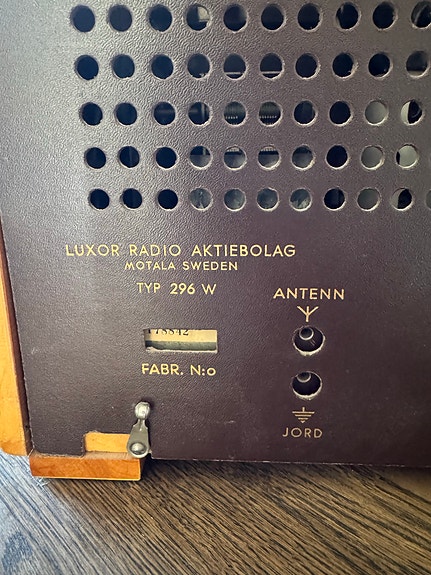 LUXOR RADIO AKTIEBOLAG
MOTALA SWEDEN
TYP 296 W
ANTENN
FABR. N:o
JORD